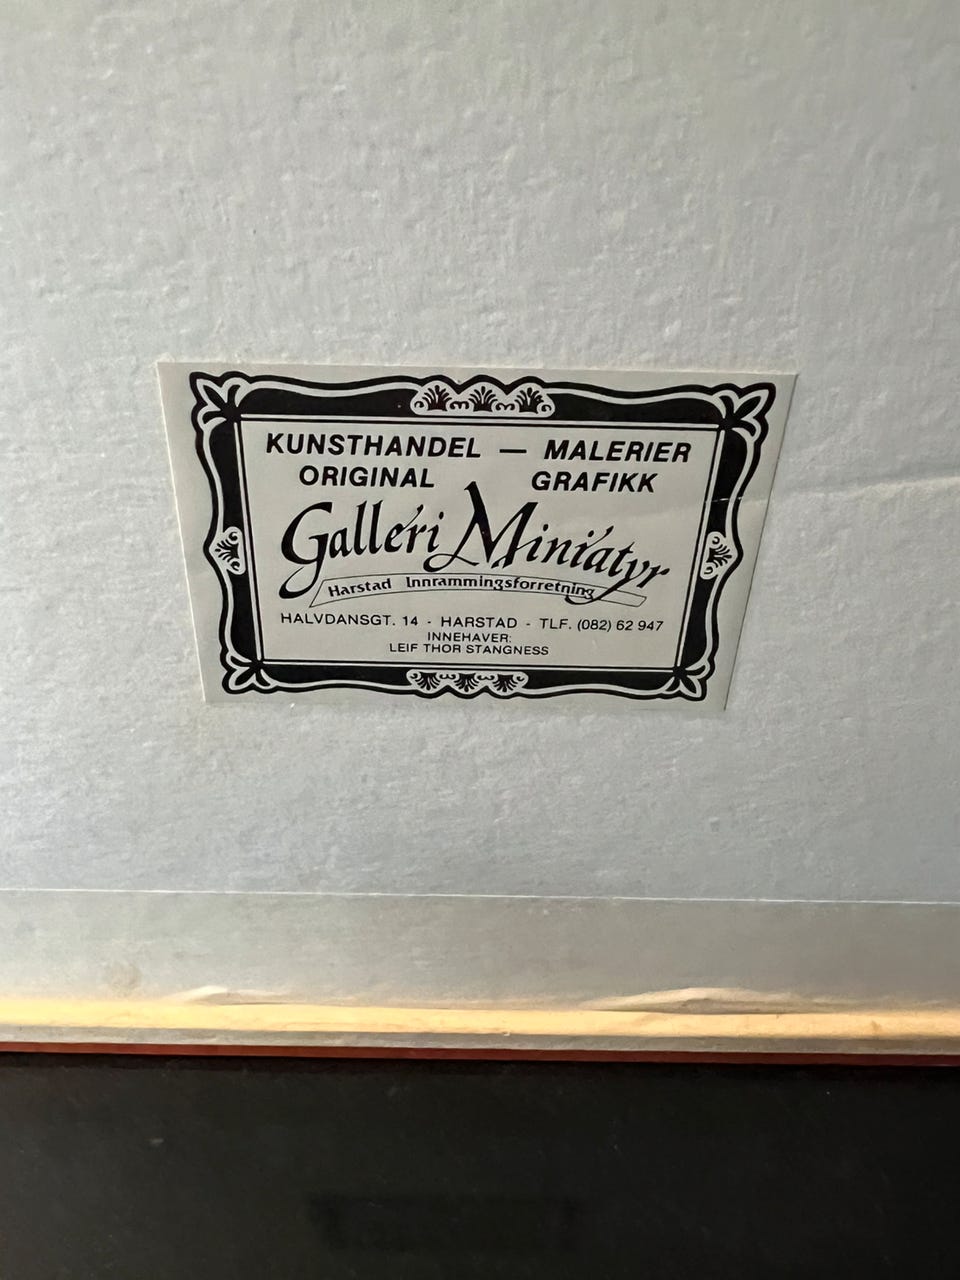 KUNSTHANDEL — MALERIER
ORIGINAL GRAFIKK
Galleri Miniatyr
Harstad Innrammingsforretning
HALVDANSGT. 14 - HARSTAD - TLF. (082) 62 947
INNEHAVER:
LEIF THOR STANGNESS